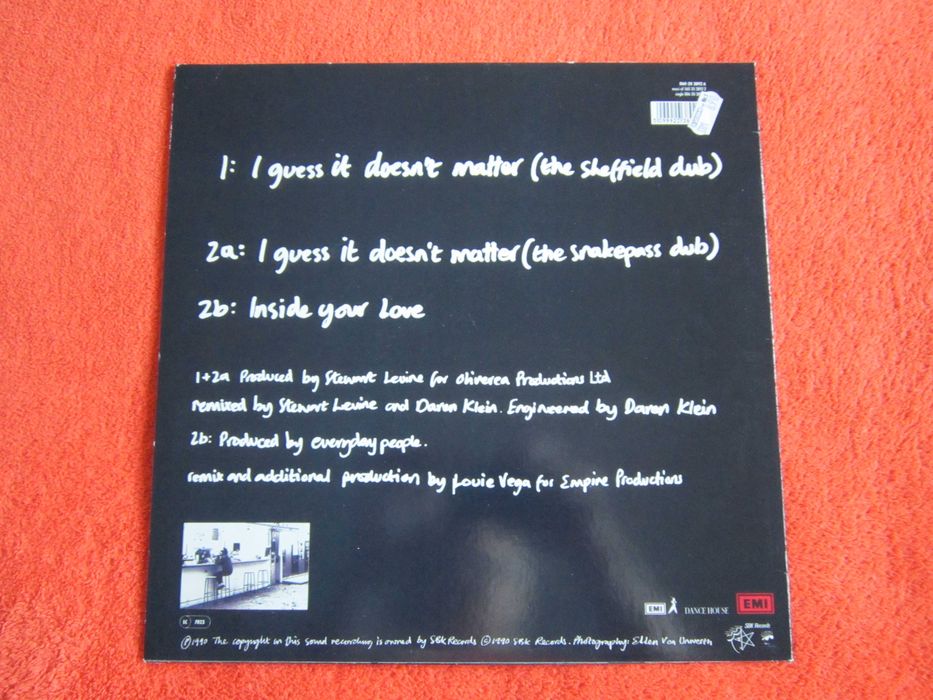 1: I guess it doesn't matter (the sheffield dub)
2a: I guess it doesn't matter (the snakepass dub)
2b: Inside your Love
1+2a Produced by Stewart Levine for Oliverea Productions Ltd
remixed by Stewart Levine and Daren Klein. Engineered by Daren Klein
2b: Produced by everyday people.
remix and additional production by Louie Vega for Empire Productions
EMI DANCE HOUSE EMI
LC
SBK Records
℗1990 The copyright in this sound recording is owned by SBK Records ©1990 SBK Records. Photography: Ellen Von Unwerth